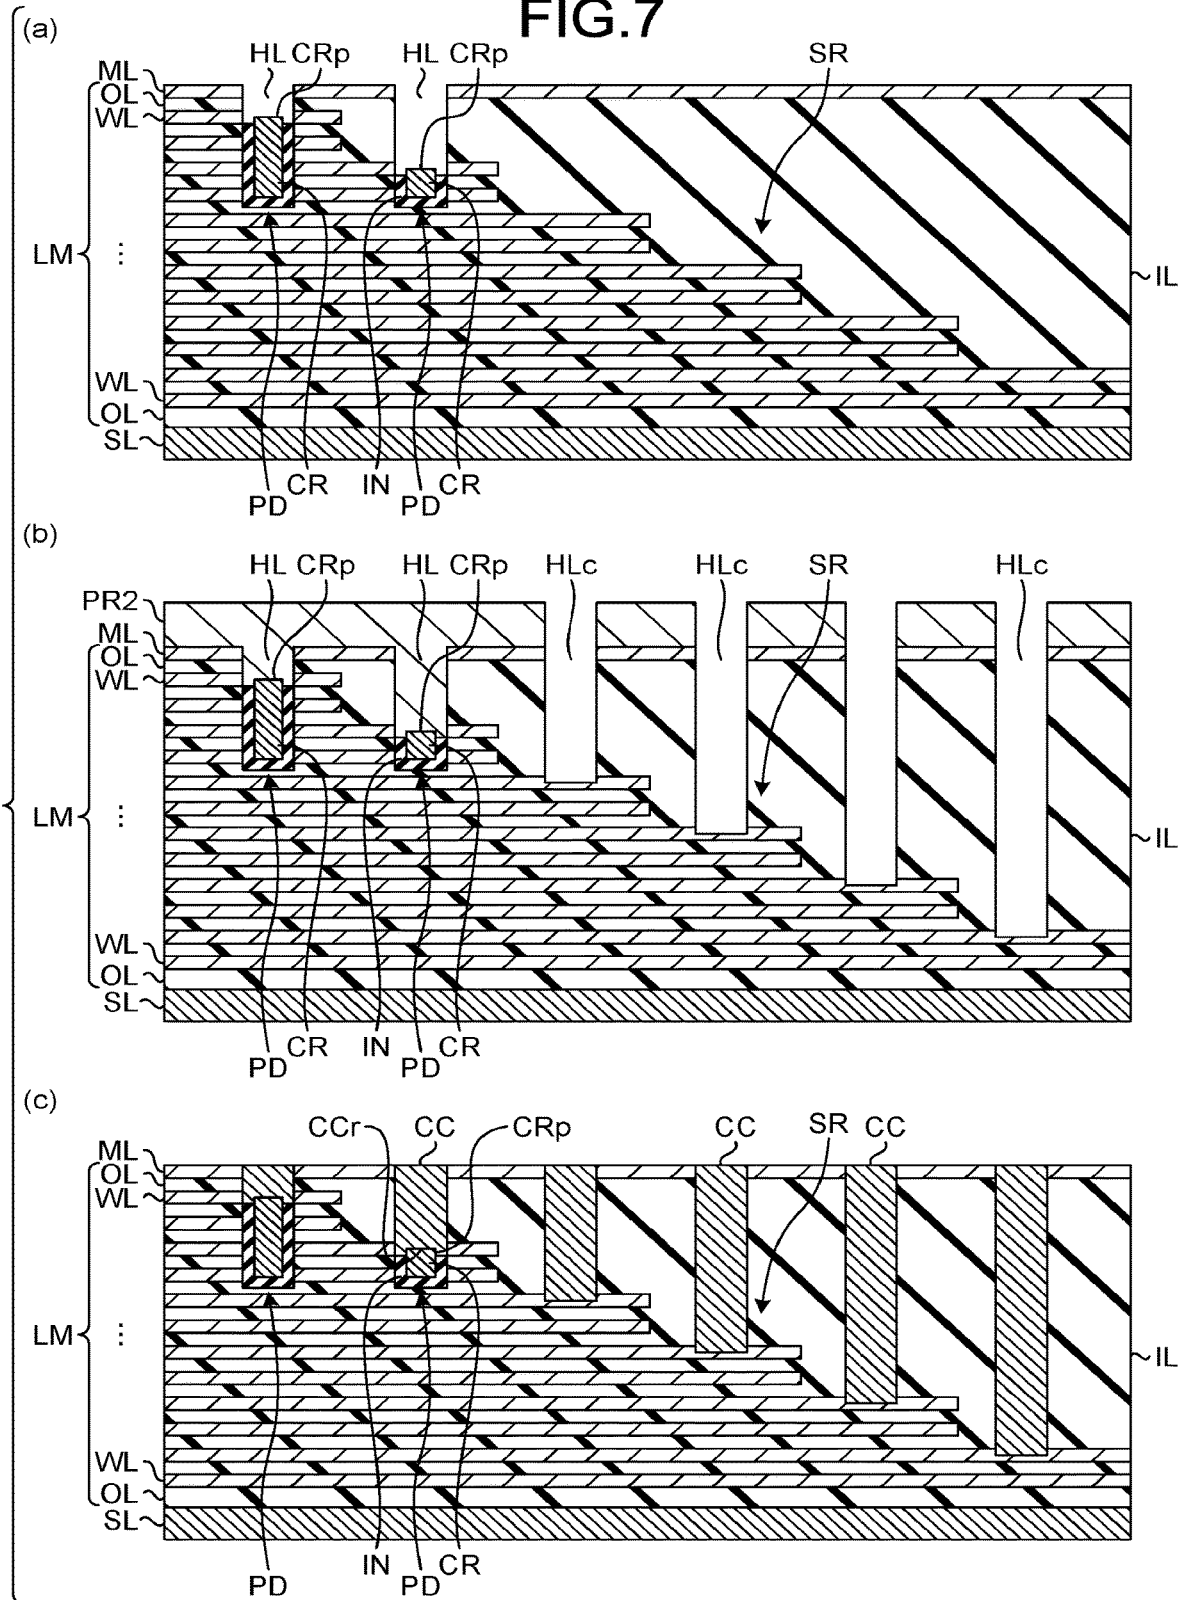 FIG.7
(a)
HL CRp HL CRp SR
ML
OL
WL
LM ⋮ IL
WL
OL
SL
PD CR IN PD CR
(b)
HL CRp HL CRp HLc HLc SR HLc
PR2
ML
OL
WL
LM ⋮ IL
WL
OL
SL
PD CR IN PD CR
(c)
CCr CC CRp CC SR CC
ML
OL
WL
LM ⋮ IL
WL
OL
SL
PD IN PD CR